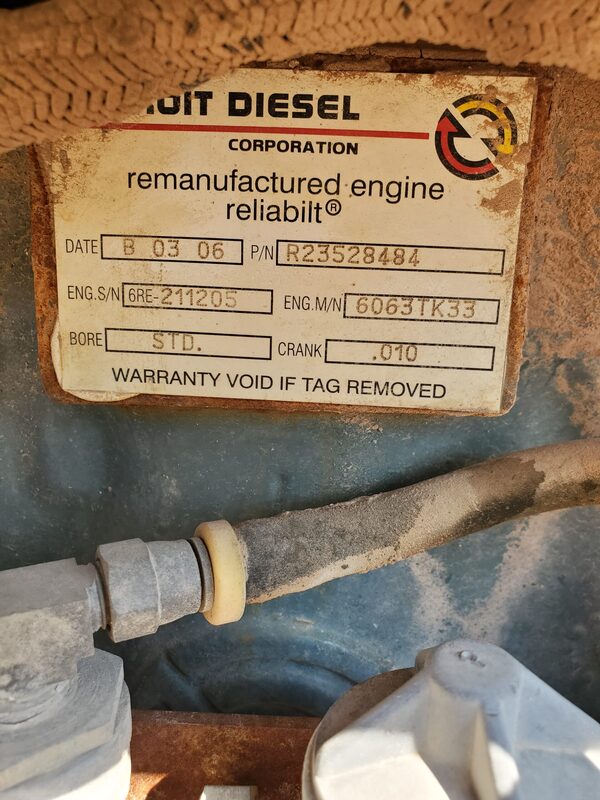 OIT DIESEL
CORPORATION
remanufactured engine
reliabilt®
DATE B 03 06 P/N R23528484
ENG.S/N 6RE-211205 ENG.M/N 6063TK33
BORE STD. CRANK .010
WARRANTY VOID IF TAG REMOVED